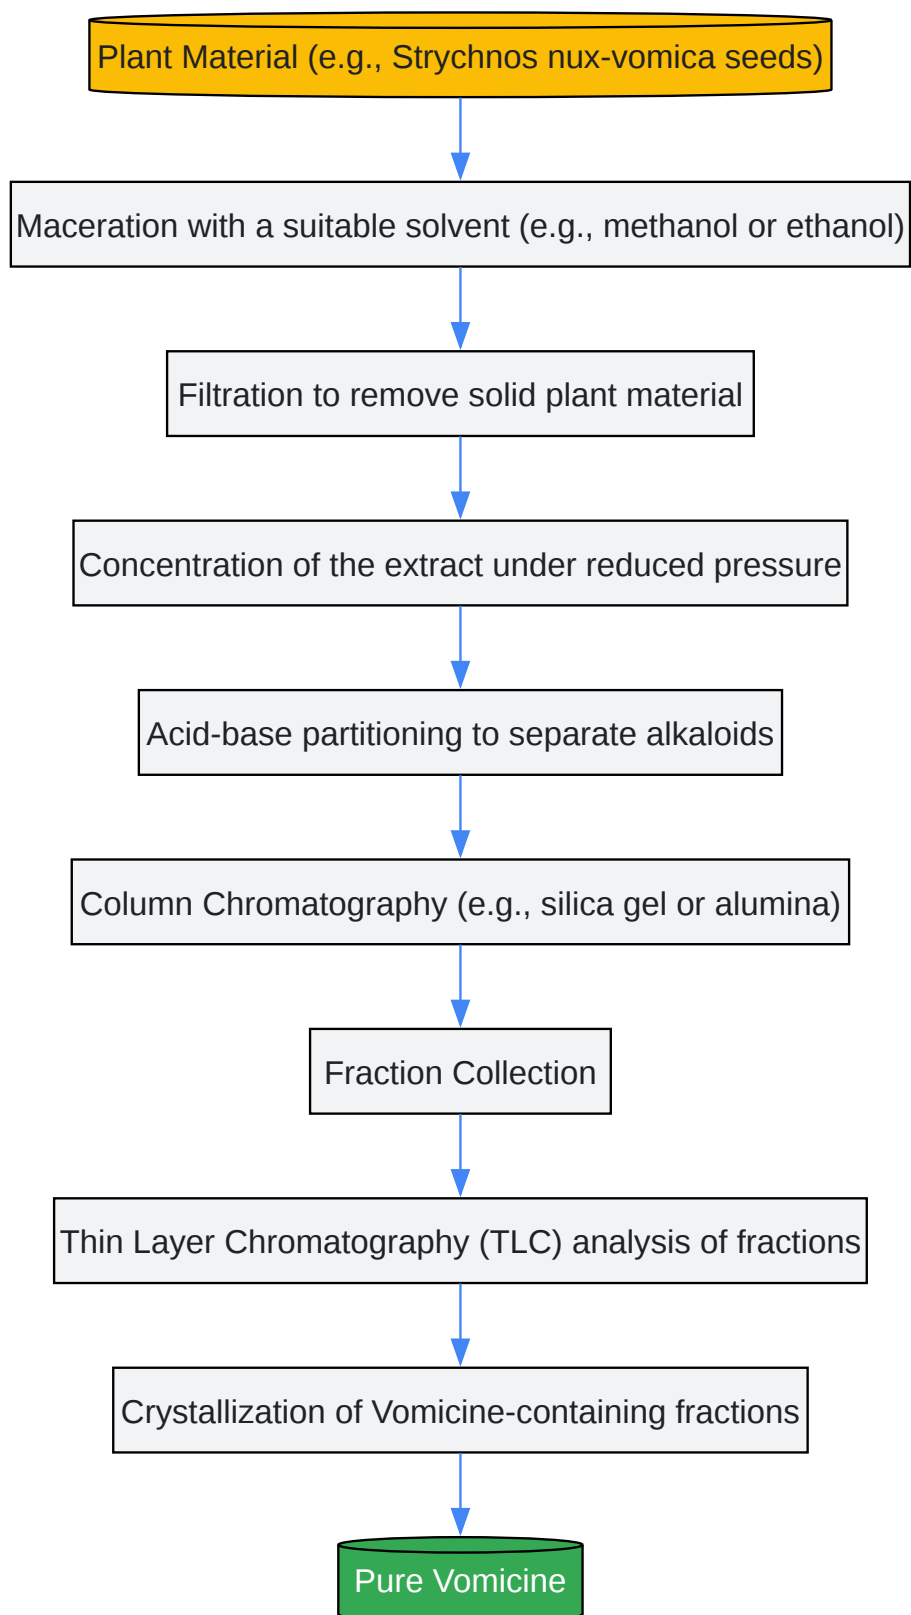 Plant Material (e.g., Strychnos nux-vomica seeds)
Maceration with a suitable solvent (e.g., methanol or ethanol)
Filtration to remove solid plant material
Concentration of the extract under reduced pressure
Acid-base partitioning to separate alkaloids
Column Chromatography (e.g., silica gel or alumina)
Fraction Collection
Thin Layer Chromatography (TLC) analysis of fractions
Crystallization of Vomicine-containing fractions
Pure Vomicine